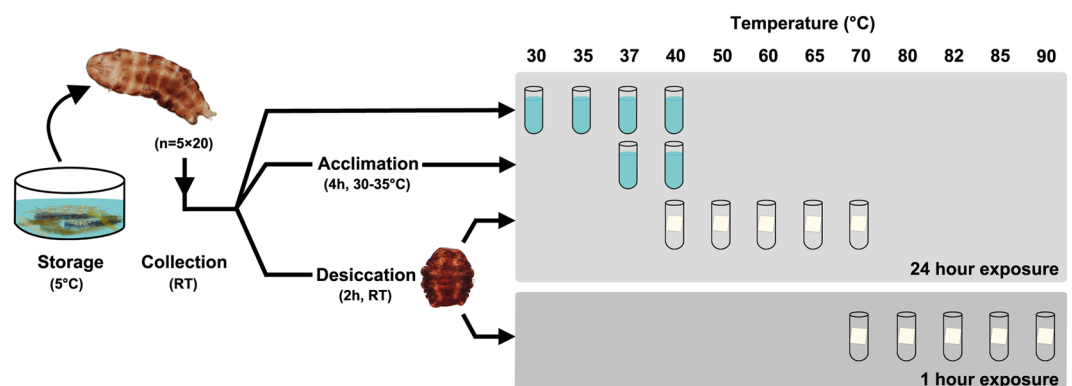 Temperature (°C)
30 35 37 40 50 60 65 70 80 82 85 90
(n=5×20)
Acclimation
(4h, 30-35°C)
Storage
(5°C)
Collection
(RT)
Desiccation
(2h, RT)
24 hour exposure
1 hour exposure